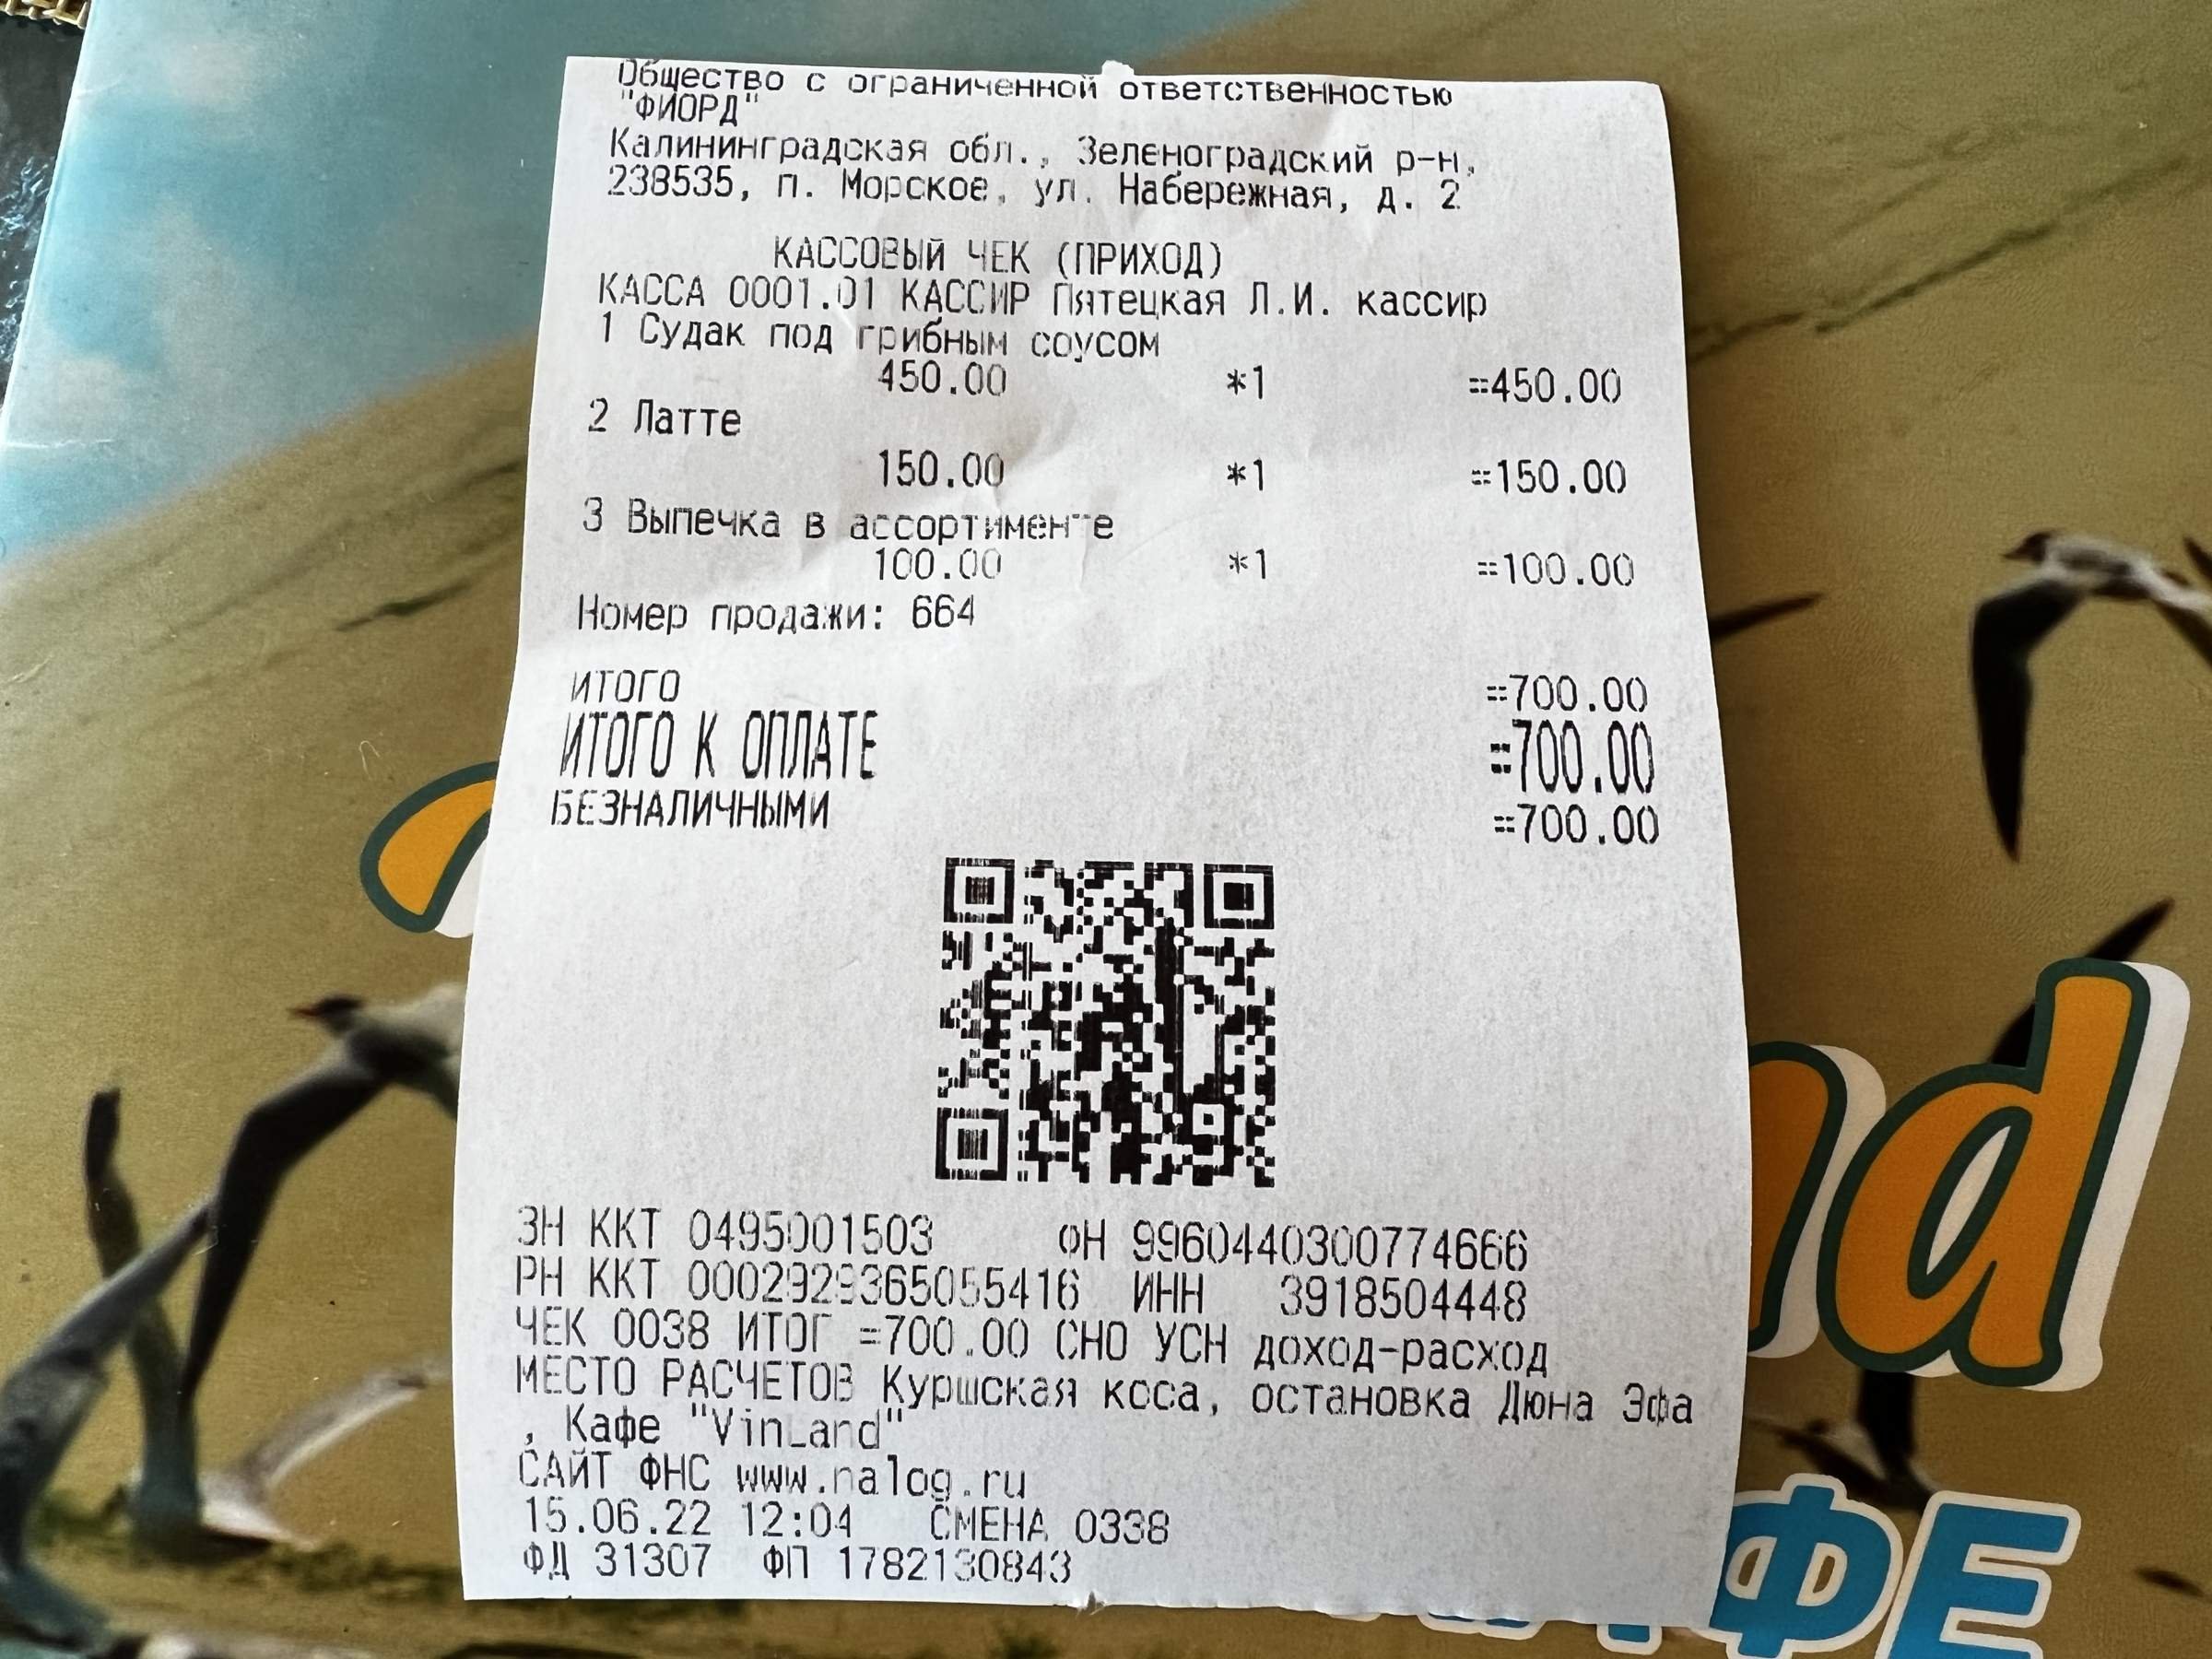 Общество с ограниченной ответственностью
"ФИОРД"
Калининградская обл., Зеленоградский р-н,
238535, п. Морское, ул. Набережная, д. 2
КАССОВЫЙ ЧЕК (ПРИХОД)
КАССА 0001.01 КАССИР Пятецкая Л.И. кассир
1 Судак под грибным соусом
450.00 *1 =450.00
2 Латте
150.00 *1 =150.00
3 Выпечка в ассортименте
100.00 *1 =100.00
Номер продажи: 664
ИТОГО =700.00
ИТОГО К ОПЛАТЕ =700.00
БЕЗНАЛИЧНЫМИ =700.00
ЗН ККТ 0495001503 ФН 9960440300774666
РН ККТ 0002929365055416 ИНН 3918504448
ЧЕК 0038 ИТОГ =700.00 СНО УСН доход-расход
МЕСТО РАСЧЕТОВ Куршская коса, остановка Дюна Эфа
, Кафе "VinLand"
САЙТ ФНС www.nalog.ru
15.06.22 12:04 СМЕНА 0338
ФД 31307 ФП 1782130843